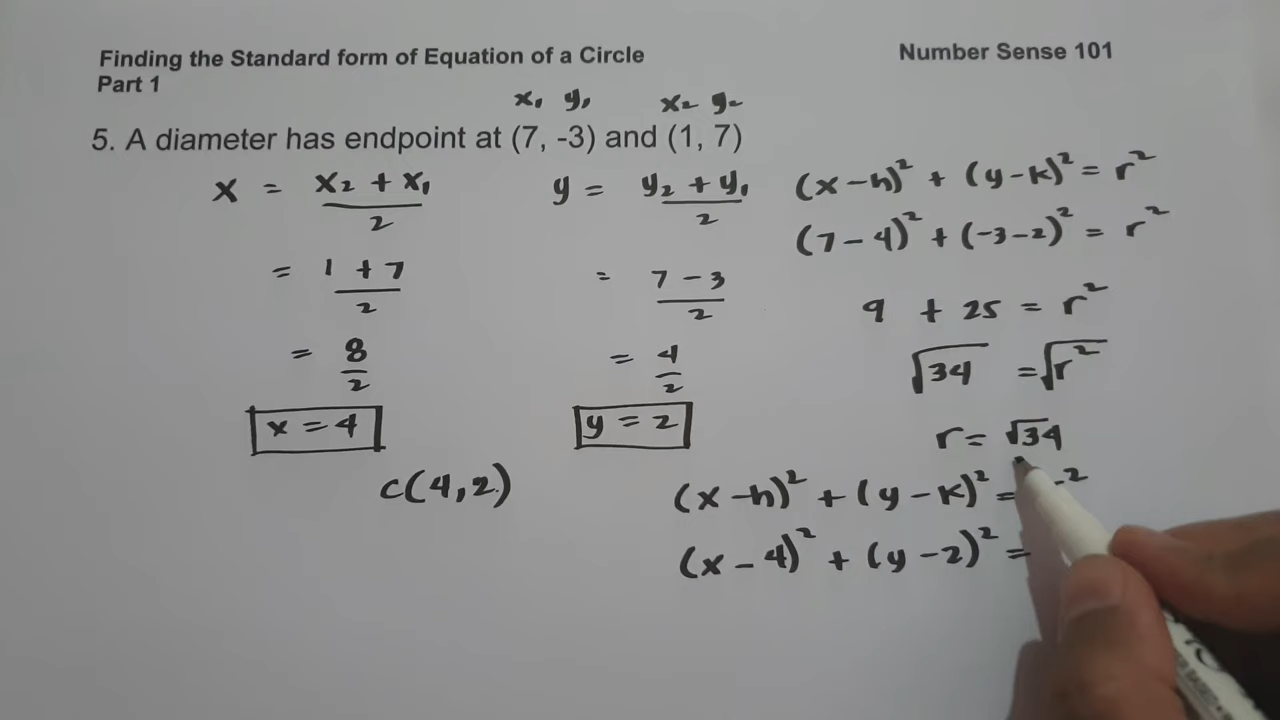 Finding the Standard form of Equation of a Circle
Number Sense 101
Part 1
x₁ y₁ x₂ y₂
5. A diameter has endpoint at (7, -3) and (1, 7)
x = (x₂ + x₁)/2
= (1 + 7)/2
= 8/2
x = 4
c(4,2)
y = (y₂ + y₁)/2
= (7 - 3)/2
= 4/2
y = 2
(x-h)² + (y-k)² = r²
(7-4)² + (-3-2)² = r²
9 + 25 = r²
√34 = √r²
r = √34
(x-h)² + (y-k)² = ²
(x-4)² + (y-2)² =